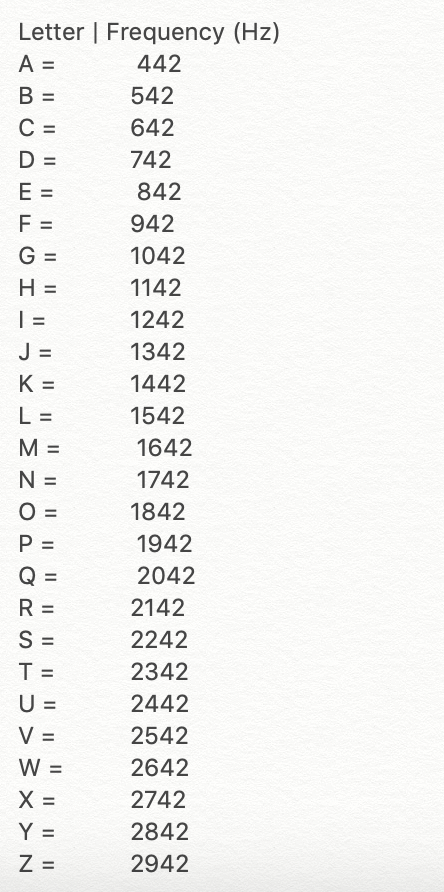 Letter | Frequency (Hz)
A = 442
B = 542
C = 642
D = 742
E = 842
F = 942
G = 1042
H = 1142
I = 1242
J = 1342
K = 1442
L = 1542
M = 1642
N = 1742
O = 1842
P = 1942
Q = 2042
R = 2142
S = 2242
T = 2342
U = 2442
V = 2542
W = 2642
X = 2742
Y = 2842
Z = 2942